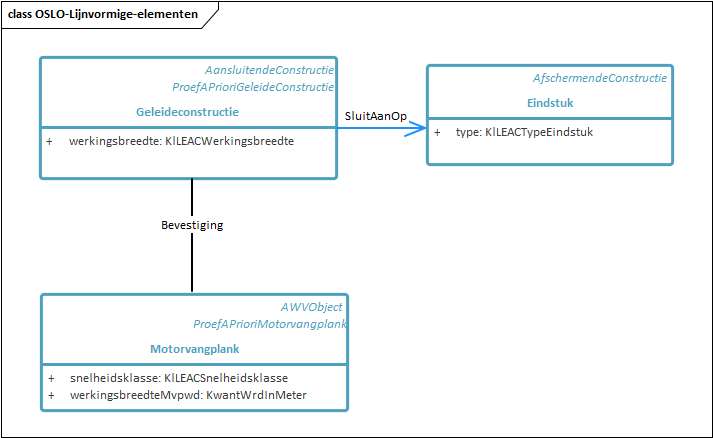 class OSLO-Lijnvormige-elementen
AansluitendeConstructie
ProefAPrioriGeleideConstructie
Geleideconstructie
+ werkingsbreedte: KlLEACWerkingsbreedte
SluitAanOp
AfschermendeConstructie
Eindstuk
+ type: KlLEACTypeEindstuk
Bevestiging
AWVObject
ProefAPrioriMotorvangplank
Motorvangplank
+ snelheidsklasse: KlLEACSnelheidsklasse
+ werkingsbreedteMvpwd: KwantWrdInMeter